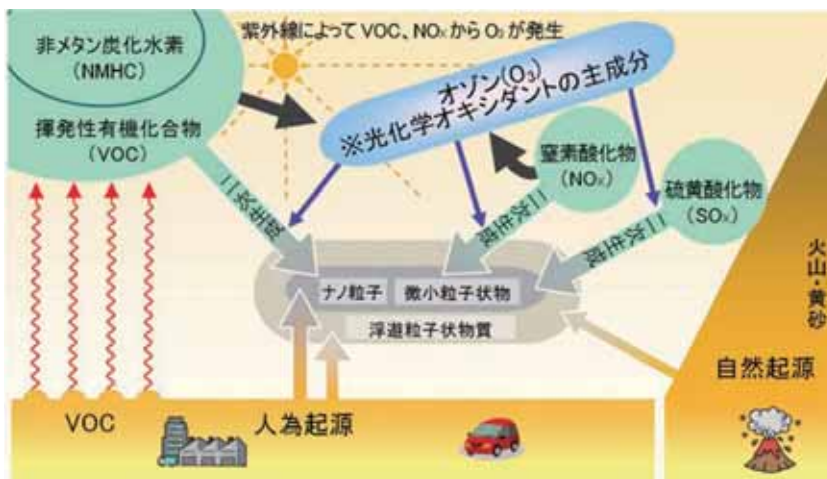 紫外線によってVOC、NOxからO₃が発生
非メタン炭化水素
(NMHC)
揮発性有機化合物
(VOC)
オゾン(O₃)
※光化学オキシダントの主成分
窒素酸化物
(NOx)
硫黄酸化物
(SOx)
二次生成
二次生成
二次生成
ナノ粒子
微小粒子状物
浮遊粒子状物質
火山・黄砂
自然起源
VOC
人為起源